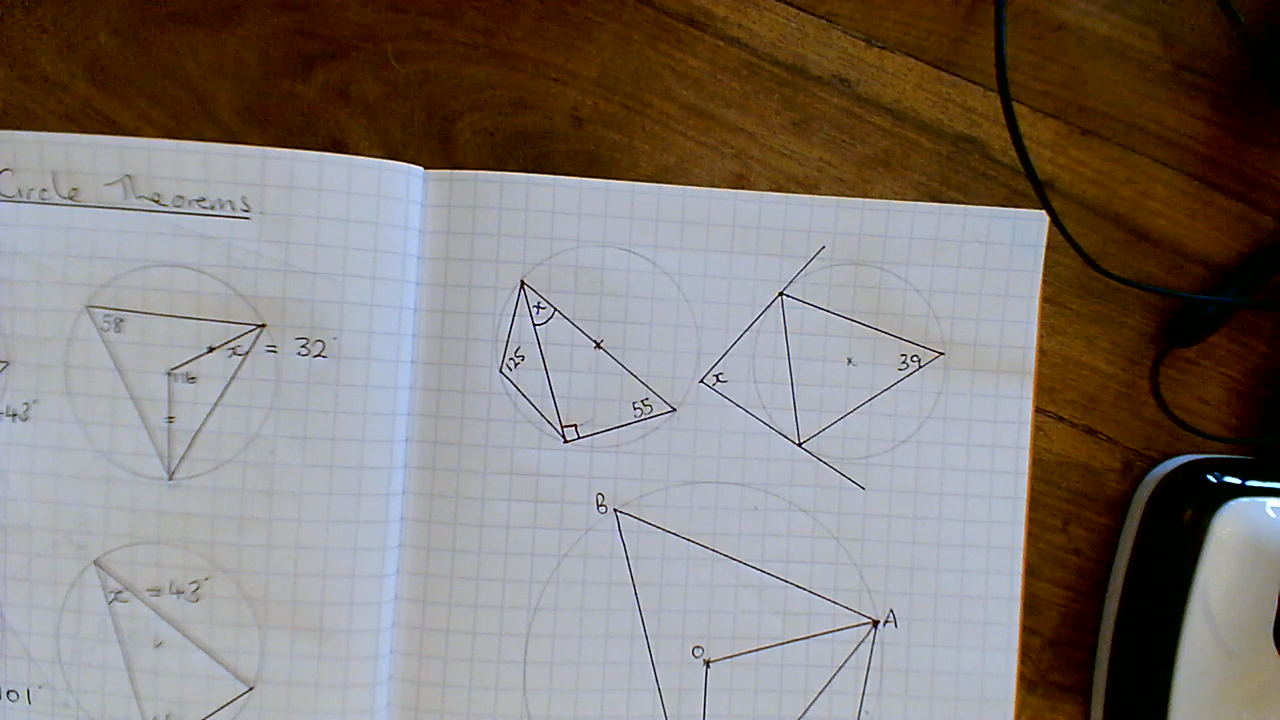 Circle Theorems
58
116
x = 32°
43°
x = 43°
101°
x
125
55
x
39
B
A
O